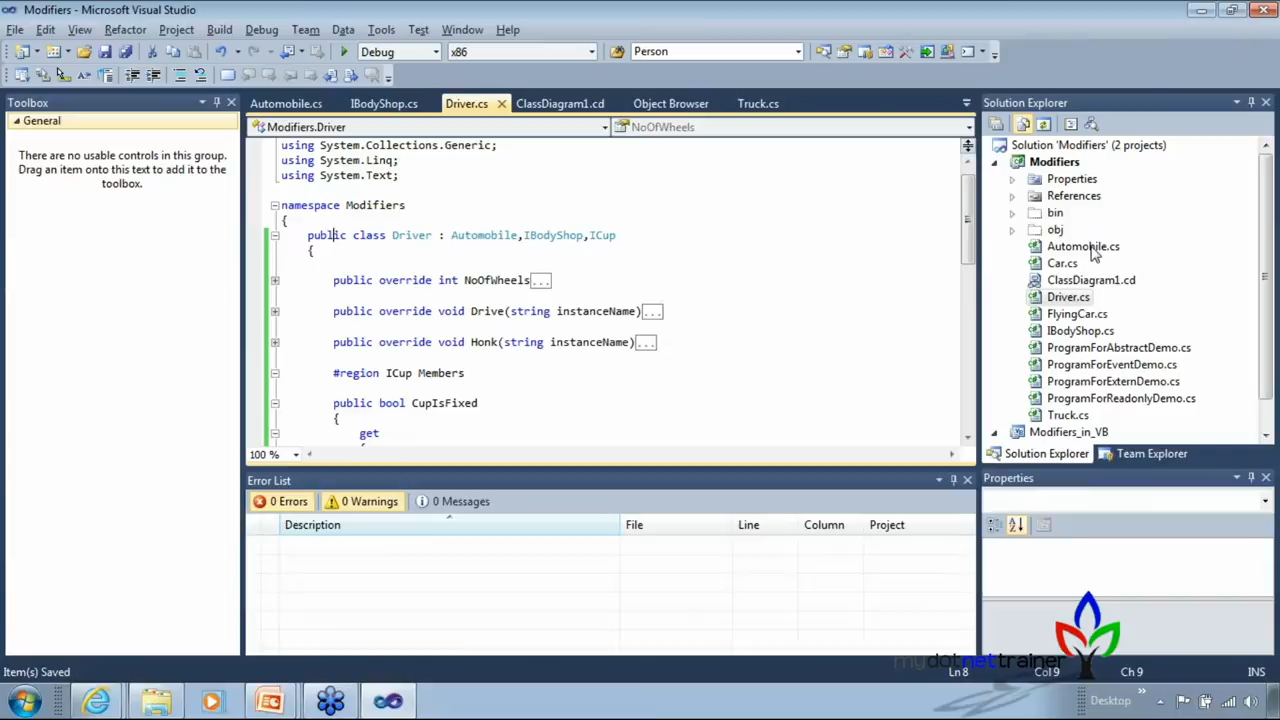 Modifiers - Microsoft Visual Studio
File Edit View Refactor Project Build Debug Team Data Tools Test Window Help
Debug x86 Person
Toolbox
General
There are no usable controls in this group.
Drag an item onto this text to add it to the
toolbox.
Automobile.cs IBodyShop.cs Driver.cs ClassDiagram1.cd Object Browser Truck.cs
Modifiers.Driver NoOfWheels
using System.Collections.Generic;
using System.Linq;
using System.Text;
namespace Modifiers
{
public class Driver : Automobile,IBodyShop,ICup
{
public override int NoOfWheels...
public override void Drive(string instanceName)...
public override void Honk(string instanceName)...
#region ICup Members
public bool CupIsFixed
{
get
100 %
Error List
0 Errors 0 Warnings 0 Messages
Description File Line Column Project
Solution Explorer
Solution 'Modifiers' (2 projects)
Modifiers
Properties
References
bin
obj
Automobile.cs
Car.cs
ClassDiagram1.cd
Driver.cs
FlyingCar.cs
IBodyShop.cs
ProgramForAbstractDemo.cs
ProgramForEventDemo.cs
ProgramForExternDemo.cs
ProgramForReadonlyDemo.cs
Truck.cs
Modifiers_in_VB
Solution Explorer Team Explorer
Properties
mydotnettrainer
Item(s) Saved Ln 8 Col 9 Ch 9 INS
Desktop